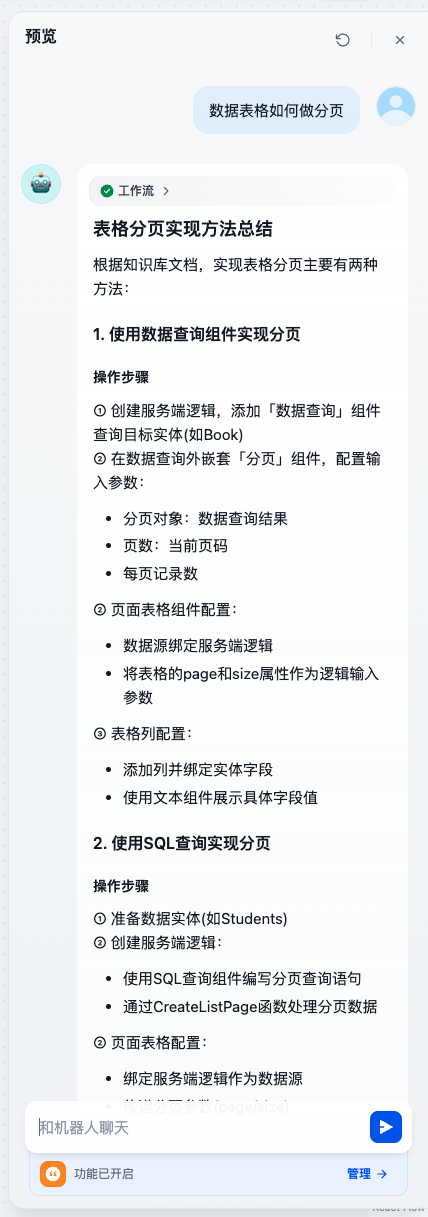 预览
数据表格如何做分页
工作流
表格分页实现方法总结
根据知识库文档，实现表格分页主要有两种
方法：
1. 使用数据查询组件实现分页
操作步骤
① 创建服务端逻辑，添加「数据查询」组件
查询目标实体(如Book)
② 在数据查询外嵌套「分页」组件，配置输
入参数：
• 分页对象：数据查询结果
• 页数：当前页码
• 每页记录数
② 页面表格组件配置：
• 数据源绑定服务端逻辑
• 将表格的page和size属性作为逻辑输入
参数
③ 表格列配置：
• 添加列并绑定实体字段
• 使用文本组件展示具体字段值
2. 使用SQL查询实现分页
操作步骤
① 准备数据实体(如Students)
② 创建服务端逻辑：
• 使用SQL查询组件编写分页查询语句
• 通过CreateListPage函数处理分页数据
② 页面表格配置：
• 绑定服务端逻辑作为数据源
• 传递分页参数(page/size)
和机器人聊天
功能已开启
管理 →
React Flow